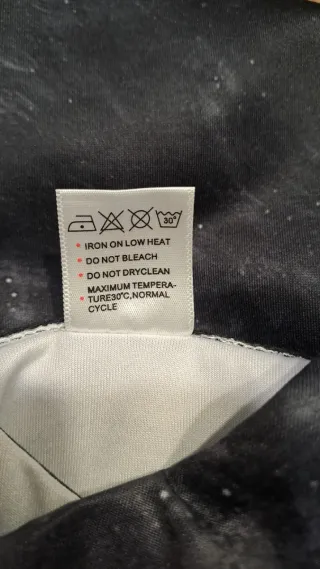 30°
* IRON ON LOW HEAT
* DO NOT BLEACH
* DO NOT DRYCLEAN
MAXIMUM TEMPERA-
* TURE30°C,NORMAL
CYCLE